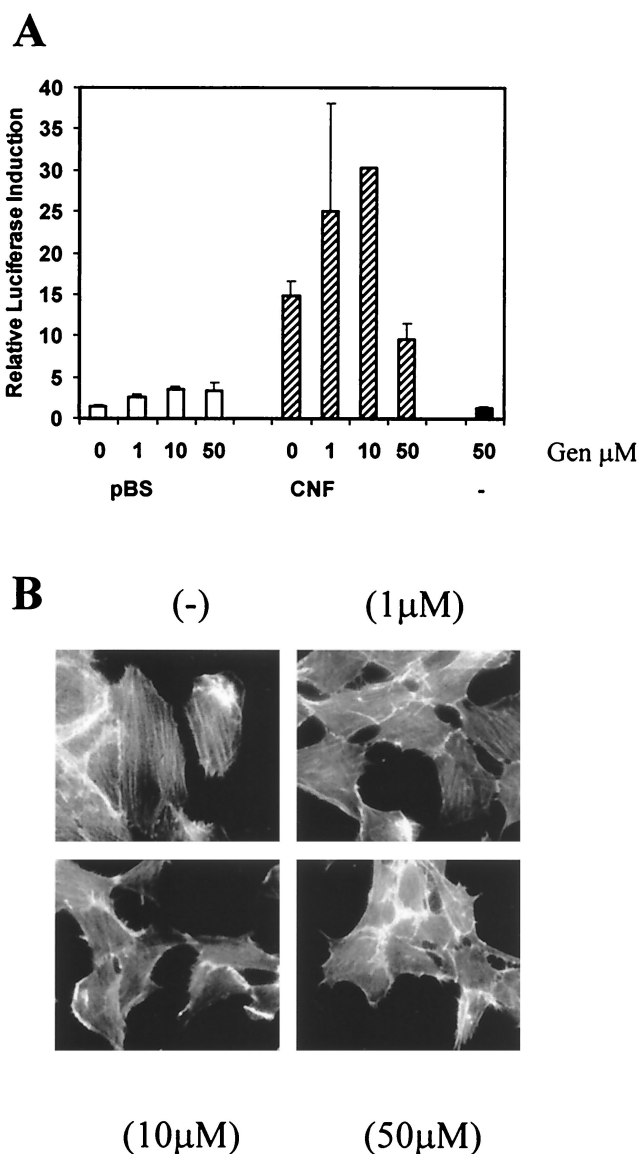 A
Relative Luciferase Induction
40
35
30
25
20
15
10
5
0
0 1 10 50 0 1 10 50 50 Gen μM
pBS CNF -
B
(-) (1μM)
(10μM) (50μM)